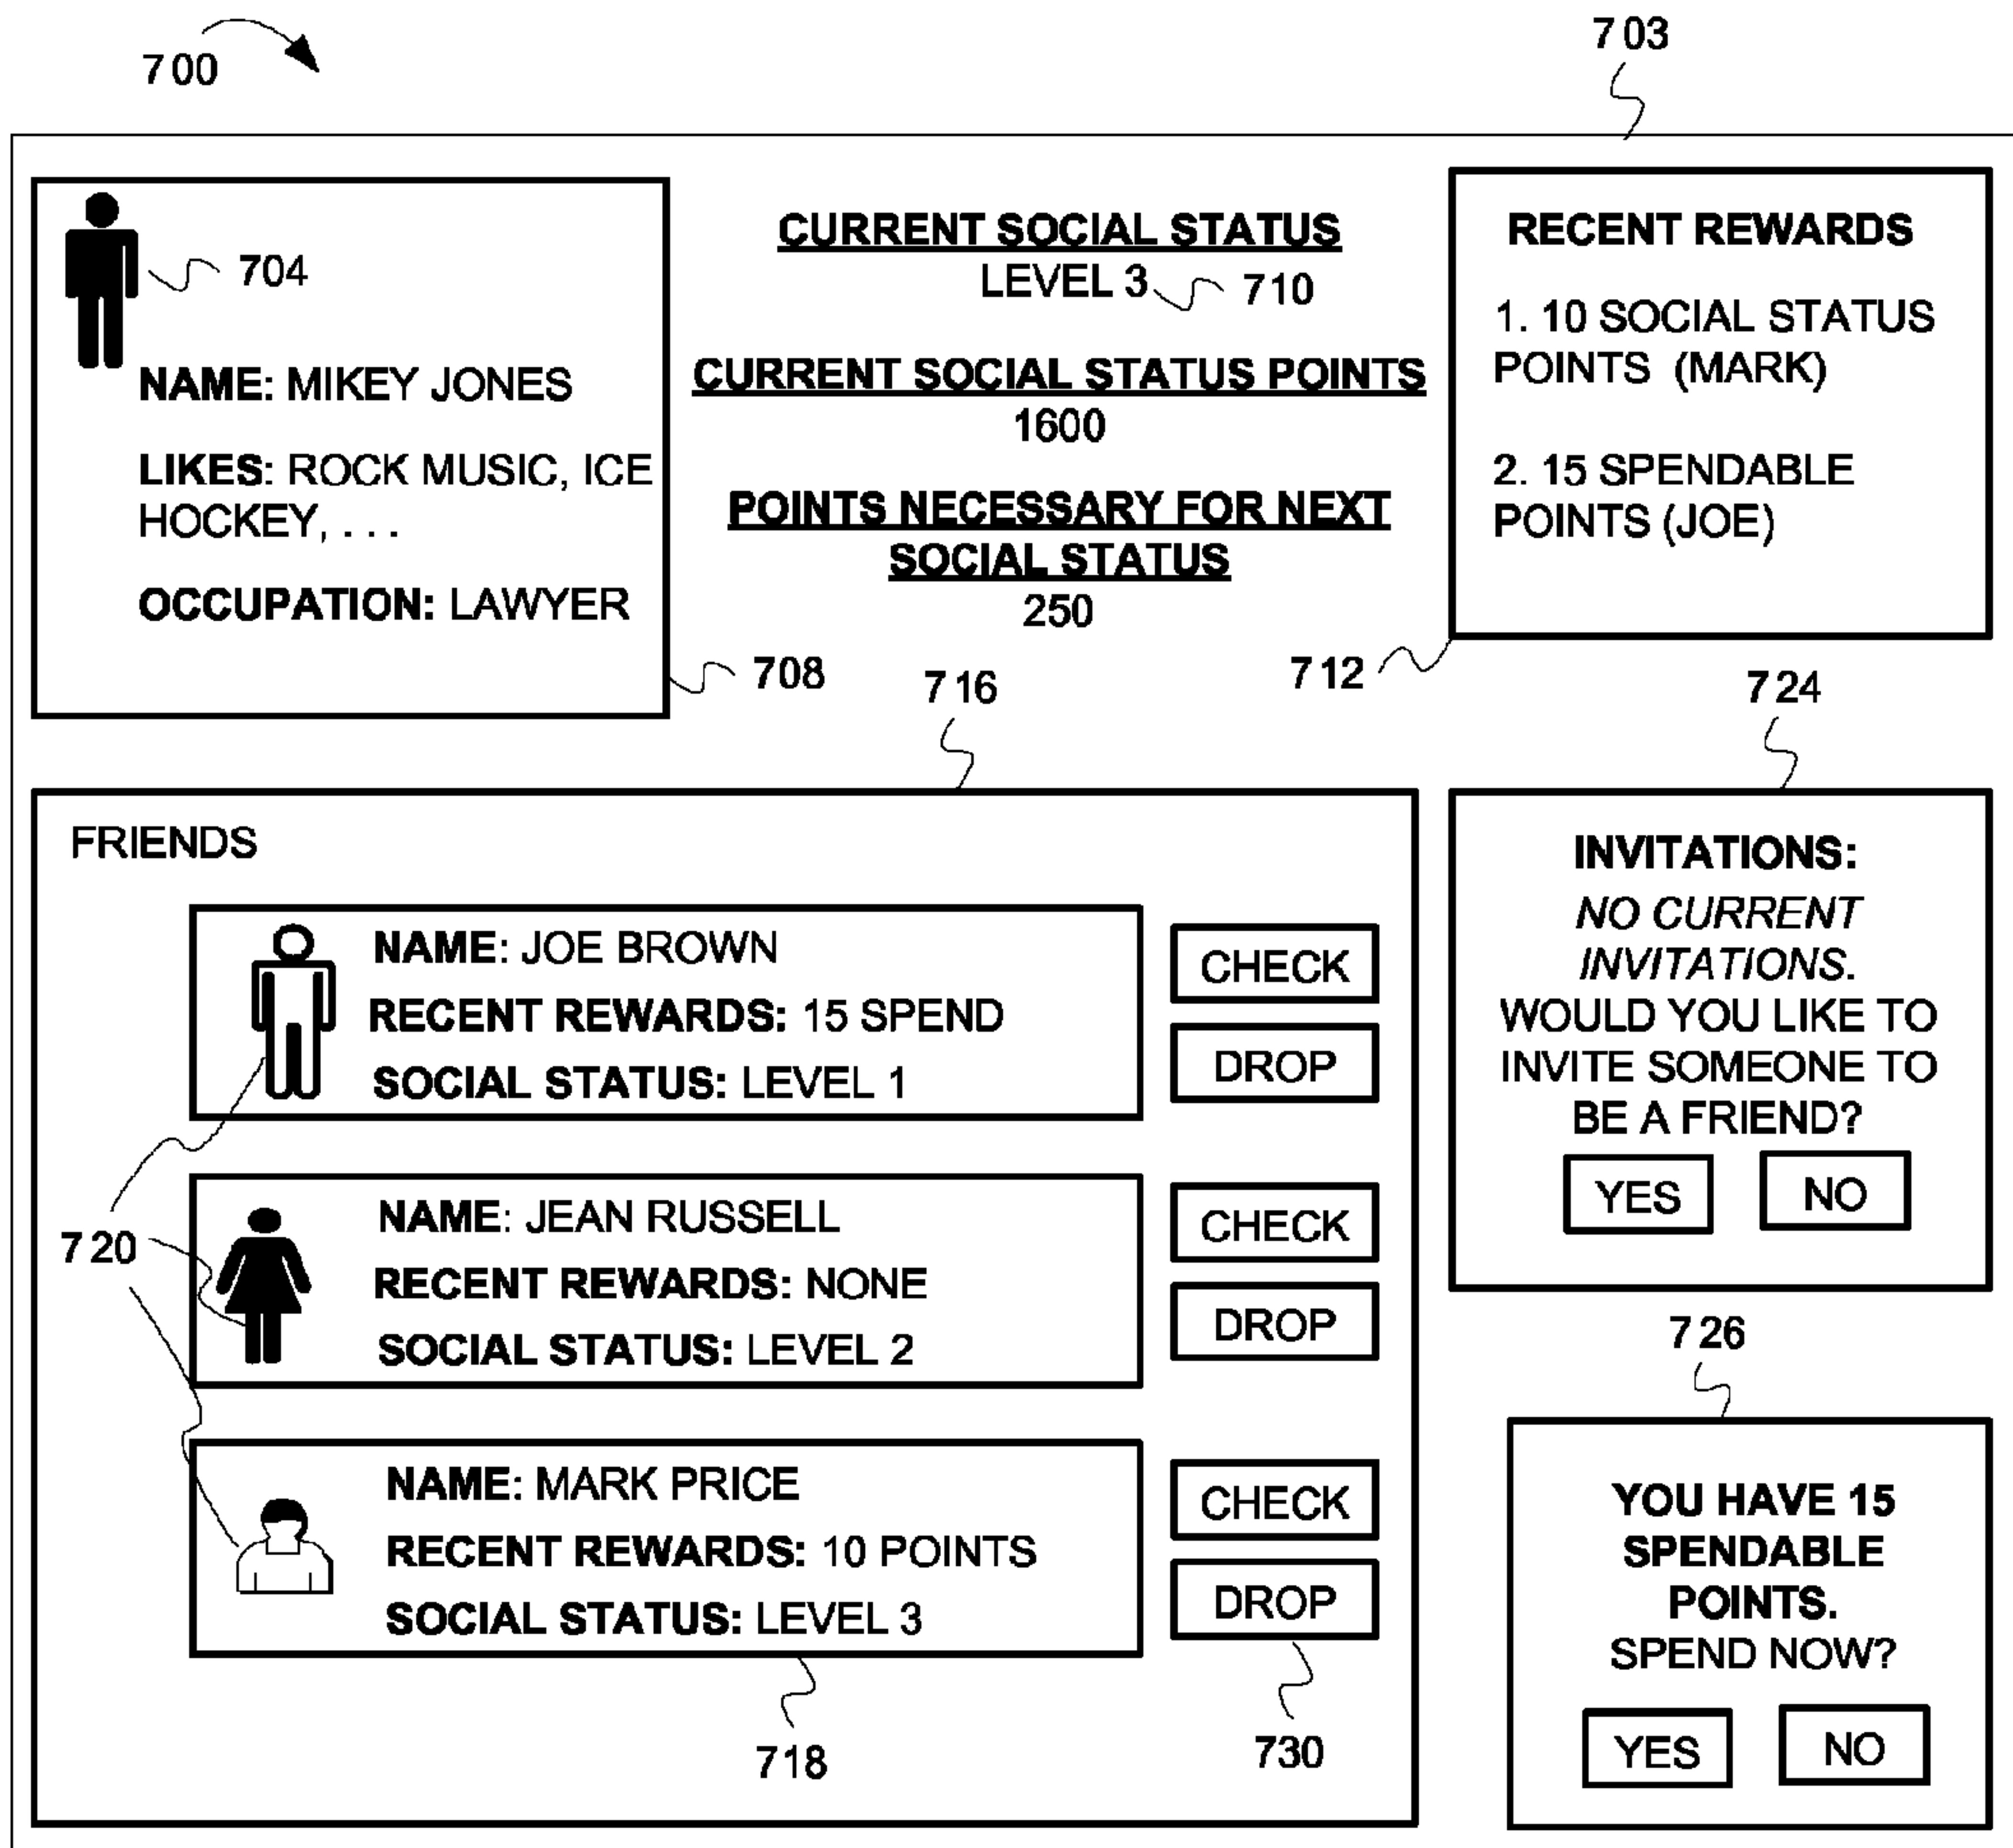 700
703
704
NAME: MIKEY JONES
LIKES: ROCK MUSIC, ICE
HOCKEY, . . .
OCCUPATION: LAWYER
708
CURRENT SOCIAL STATUS
LEVEL 3
710
CURRENT SOCIAL STATUS POINTS
1600
POINTS NECESSARY FOR NEXT
SOCIAL STATUS
250
RECENT REWARDS
1. 10 SOCIAL STATUS
POINTS (MARK)
2. 15 SPENDABLE
POINTS (JOE)
712
716
724
FRIENDS
NAME: JOE BROWN
RECENT REWARDS: 15 SPEND
SOCIAL STATUS: LEVEL 1
CHECK
DROP
720
NAME: JEAN RUSSELL
RECENT REWARDS: NONE
SOCIAL STATUS: LEVEL 2
CHECK
DROP
NAME: MARK PRICE
RECENT REWARDS: 10 POINTS
SOCIAL STATUS: LEVEL 3
CHECK
DROP
718
730
INVITATIONS:
NO CURRENT
INVITATIONS.
WOULD YOU LIKE TO
INVITE SOMEONE TO
BE A FRIEND?
YES NO
726
YOU HAVE 15
SPENDABLE
POINTS.
SPEND NOW?
YES NO